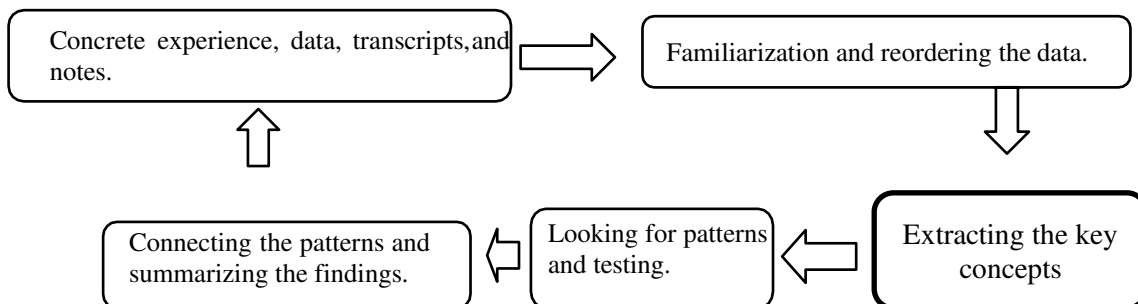 Concrete experience, data, transcripts,and
notes.
Familiarization and reordering the data.
Extracting the key
concepts
Looking for patterns
and testing.
Connecting the patterns and
summarizing the findings.